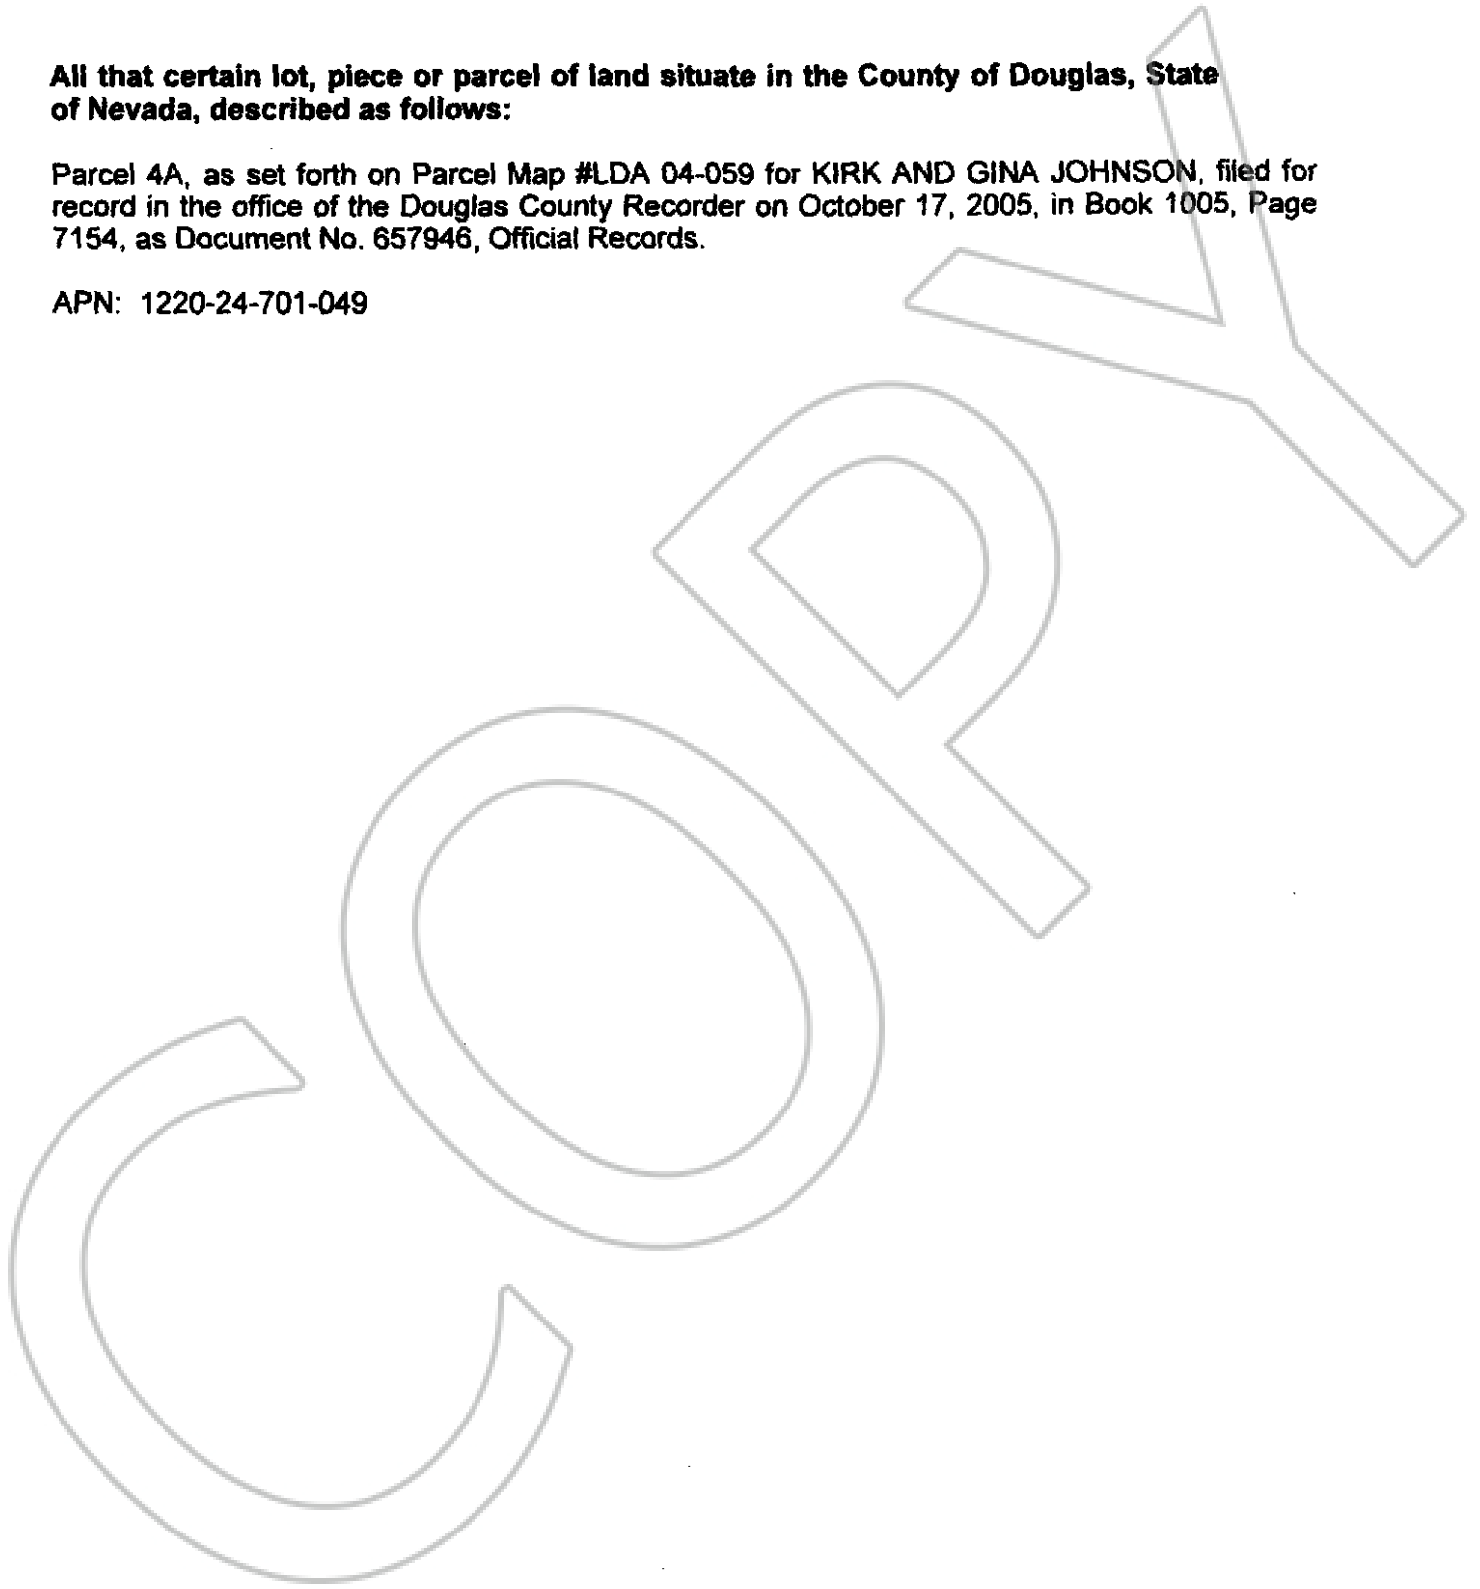 All that certain lot, piece or parcel of land situate in the County of Douglas, State
of Nevada, described as follows:
Parcel 4A, as set forth on Parcel Map #LDA 04-059 for KIRK AND GINA JOHNSON, filed for
record in the office of the Douglas County Recorder on October 17, 2005, in Book 1005, Page
7154, as Document No. 657946, Official Records.
APN: 1220-24-701-049
COPY